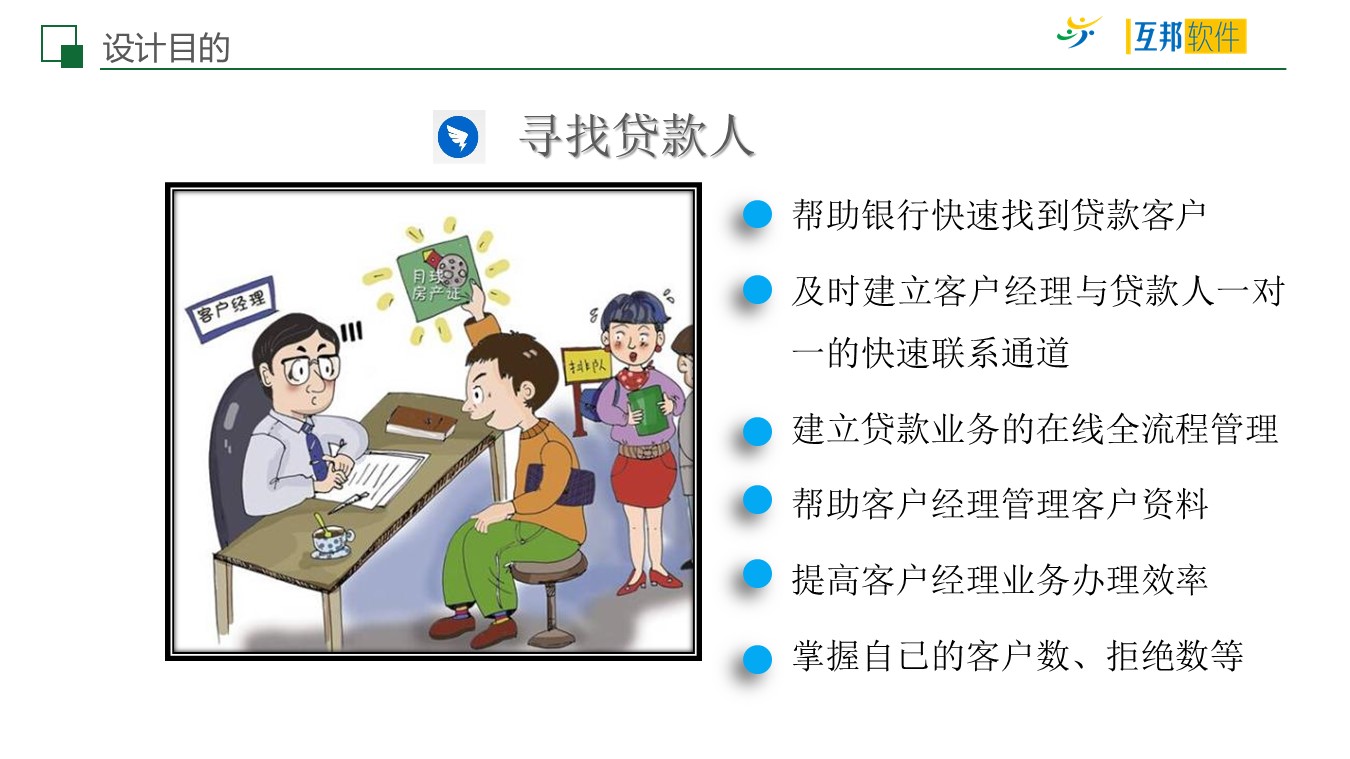 设计目的
互邦软件
寻找贷款人
客户经理
月球
房产证
排队
帮助银行快速找到贷款客户
及时建立客户经理与贷款人一对
一的快速联系通道
建立贷款业务的在线全流程管理
帮助客户经理管理客户资料
提高客户经理业务办理效率
掌握自己的客户数、拒绝数等